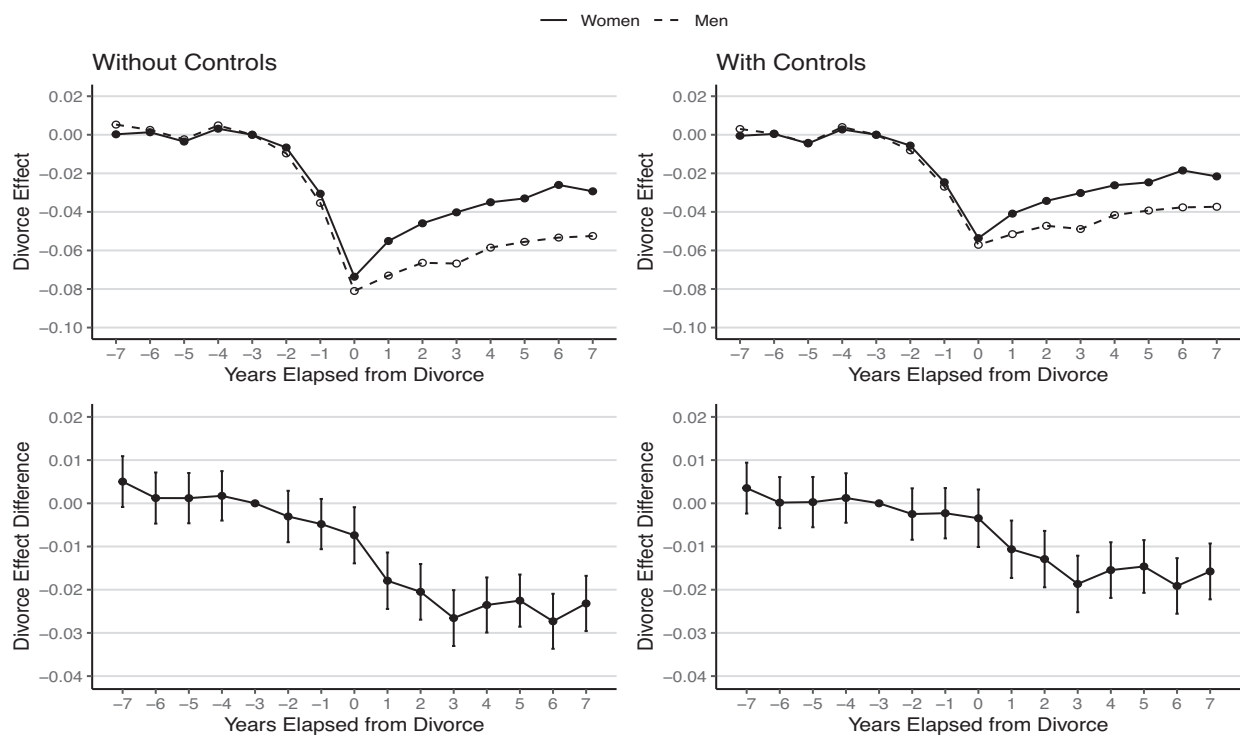 Women Men
Without Controls
0.02
0.00
−0.02
−0.04
−0.06
−0.08
−0.10
Divorce Effect
−7 −6 −5 −4 −3 −2 −1 0 1 2 3 4 5 6 7
Years Elapsed from Divorce
With Controls
0.02
0.00
−0.02
−0.04
−0.06
−0.08
−0.10
Divorce Effect
−7 −6 −5 −4 −3 −2 −1 0 1 2 3 4 5 6 7
Years Elapsed from Divorce
0.02
0.01
0.00
−0.01
−0.02
−0.03
−0.04
Divorce Effect Difference
−7 −6 −5 −4 −3 −2 −1 0 1 2 3 4 5 6 7
Years Elapsed from Divorce
0.02
0.01
0.00
−0.01
−0.02
−0.03
−0.04
Divorce Effect Difference
−7 −6 −5 −4 −3 −2 −1 0 1 2 3 4 5 6 7
Years Elapsed from Divorce